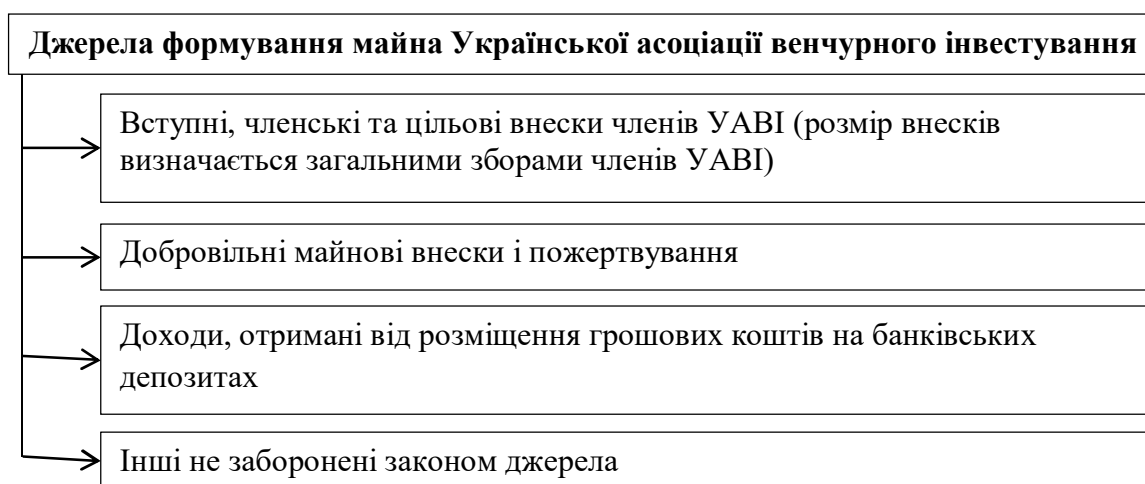 Джерела формування майна Української асоціації венчурного інвестування
Вступні, членські та цільові внески членів УАВІ (розмір внесків
визначається загальними зборами членів УАВІ)
Добровільні майнові внески і пожертвування
Доходи, отримані від розміщення грошових коштів на банківських
депозитах
Інші не заборонені законом джерела